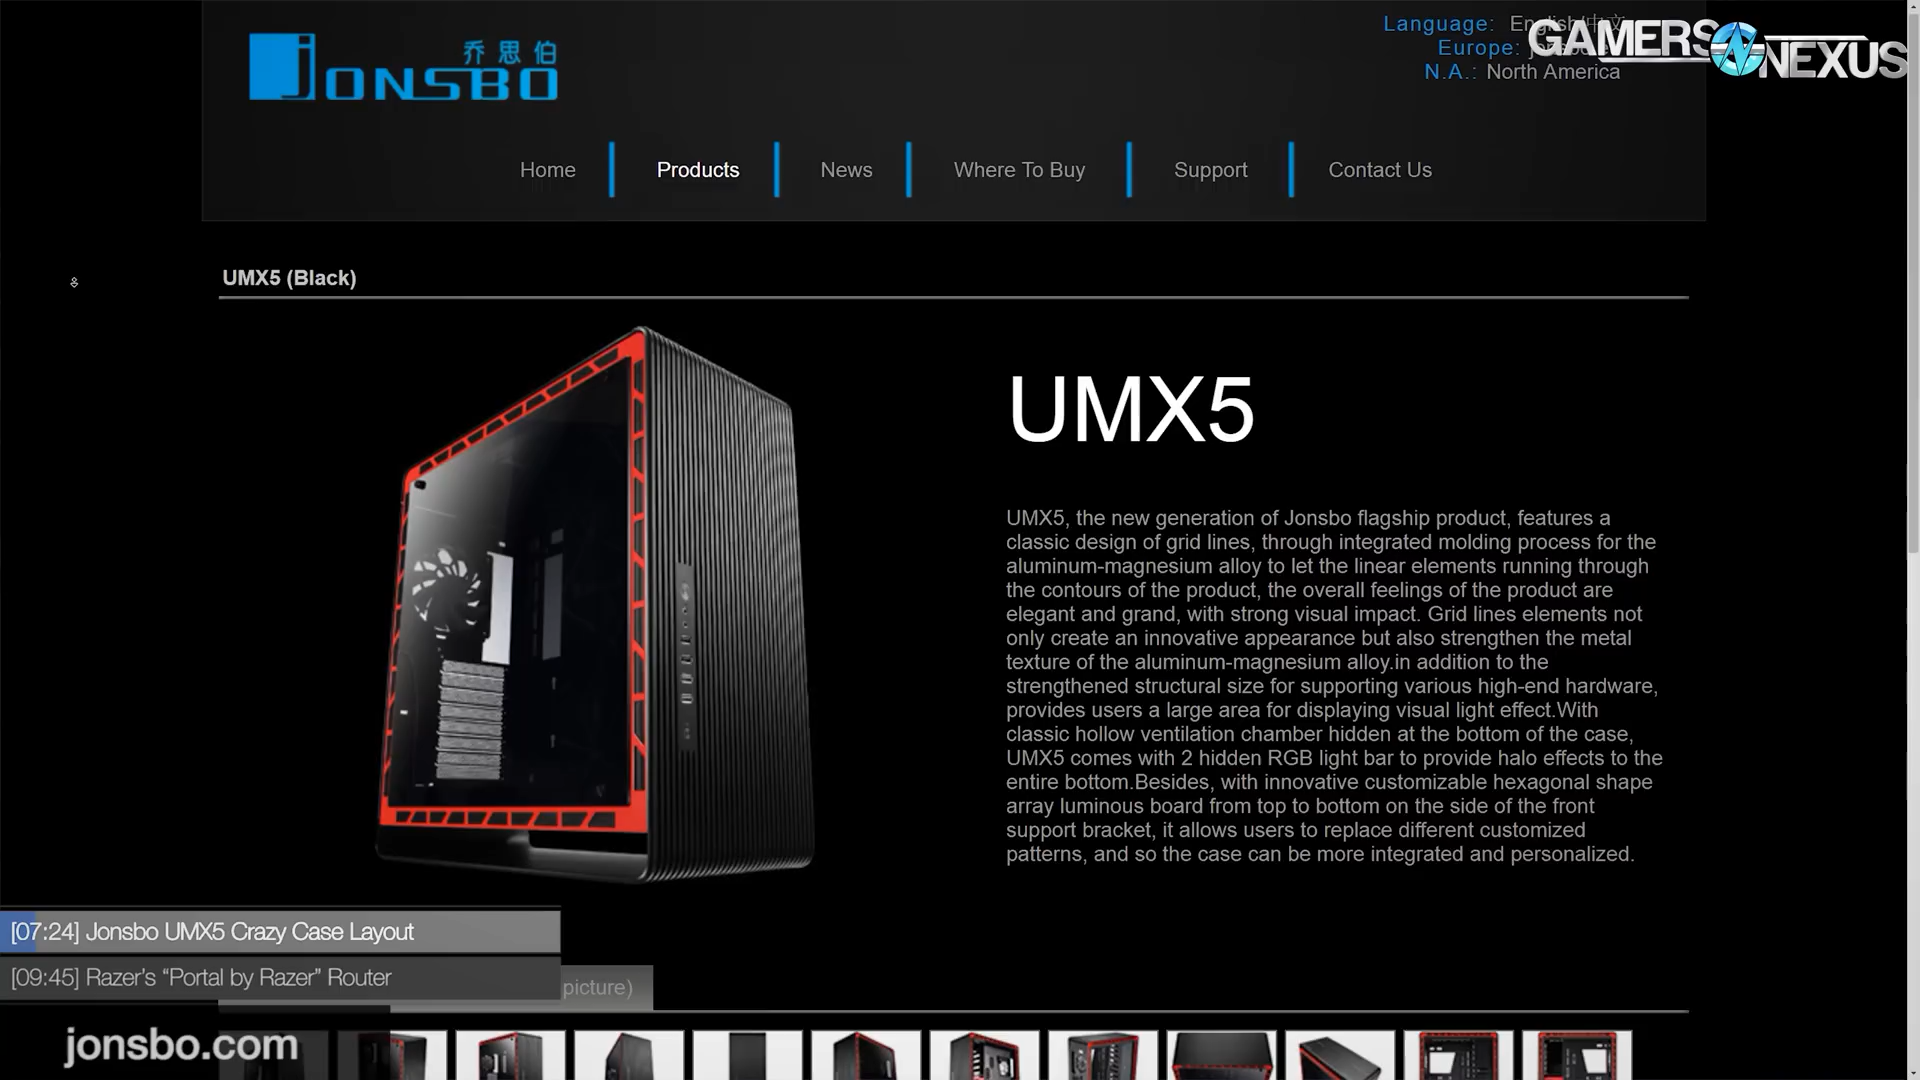 乔思伯
JONSBO
Language: English/中文
Europe:
N.A.: North America
GAMERS NEXUS
Home
Products
News
Where To Buy
Support
Contact Us
UMX5 (Black)
UMX5
UMX5, the new generation of Jonsbo flagship product, features a
classic design of grid lines, through integrated molding process for the
aluminum-magnesium alloy to let the linear elements running through
the contours of the product, the overall feelings of the product are
elegant and grand, with strong visual impact. Grid lines elements not
only create an innovative appearance but also strengthen the metal
texture of the aluminum-magnesium alloy.in addition to the
strengthened structural size for supporting various high-end hardware,
provides users a large area for displaying visual light effect.With
classic hollow ventilation chamber hidden at the bottom of the case,
UMX5 comes with 2 hidden RGB light bar to provide halo effects to the
entire bottom.Besides, with innovative customizable hexagonal shape
array luminous board from top to bottom on the side of the front
support bracket, it allows users to replace different customized
patterns, and so the case can be more integrated and personalized.
[07:24] Jonsbo UMX5 Crazy Case Layout
[09:45] Razer's “Portal by Razer” Router
picture)
jonsbo.com